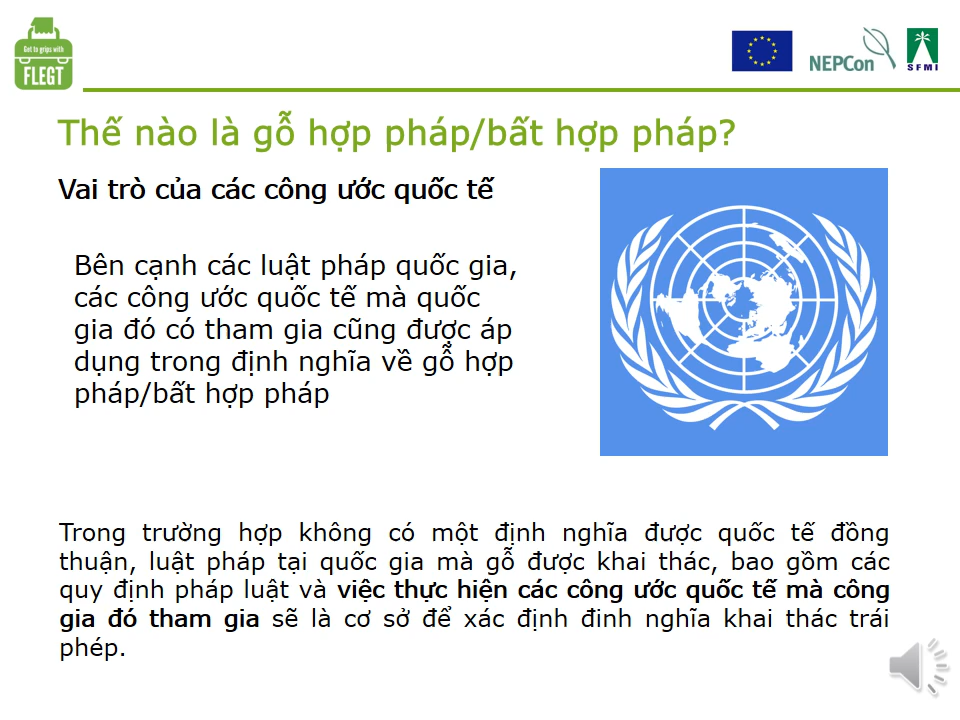 Get to grips with
FLEGT
NEPCon
SFMI
Thế nào là gỗ hợp pháp/bất hợp pháp?
Vai trò của các công ước quốc tế
Bên cạnh các luật pháp quốc gia,
các công ước quốc tế mà quốc
gia đó có tham gia cũng được áp
dụng trong định nghĩa về gỗ hợp
pháp/bất hợp pháp
Trong trường hợp không có một định nghĩa được quốc tế đồng
thuận, luật pháp tại quốc gia mà gỗ được khai thác, bao gồm các
quy định pháp luật và việc thực hiện các công ước quốc tế mà công
gia đó tham gia sẽ là cơ sở để xác định đinh nghĩa khai thác trái
phép.